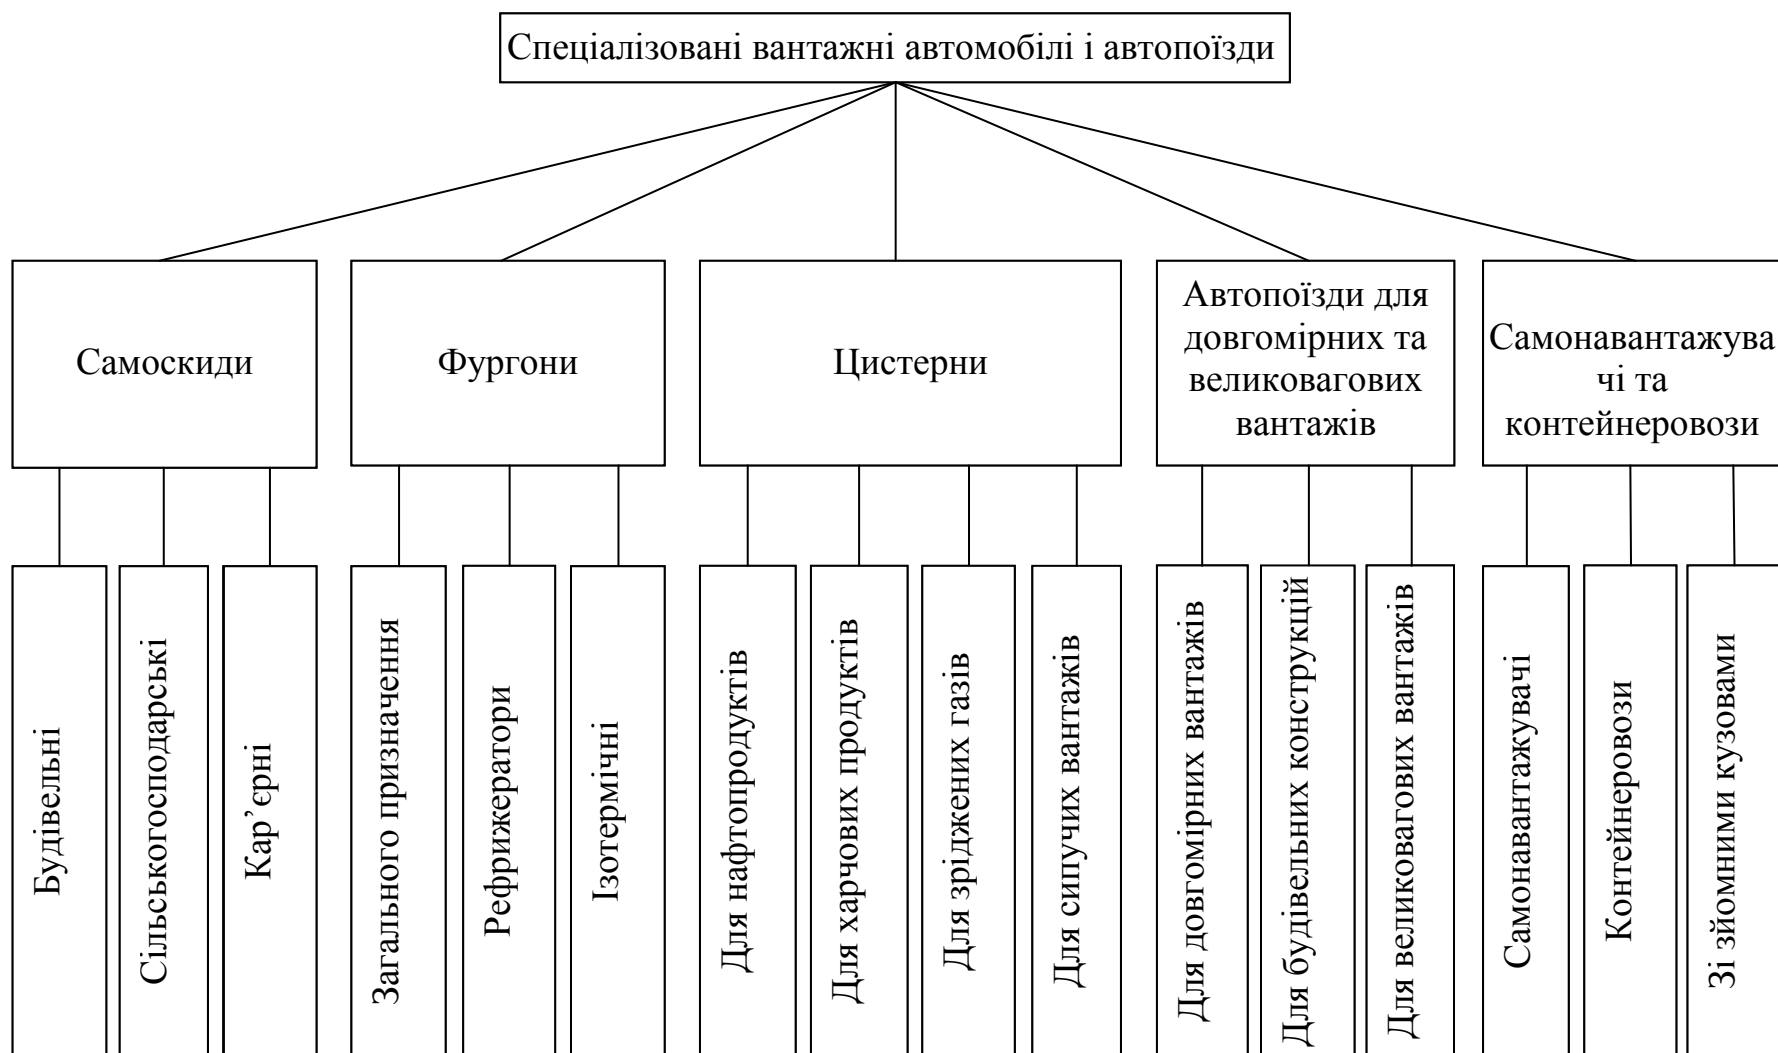 Спеціалізовані вантажні автомобілі і автопоїзди
Самоскиди
Фургони
Цистерни
Автопоїзди для
довгомірних та
великовагових
вантажів
Самонавантажува
чі та
контейнеровози
Будівельні
Сільськогосподарські
Кар’єрні
Загального призначення
Рефрижератори
Ізотермічні
Для нафтопродуктів
Для харчових продуктів
Для зріджених газів
Для сипучих вантажів
Для довгомірних вантажів
Для будівельних конструкцій
Для великовагових вантажів
Самонавантажувачі
Контейнеровози
Зі зйомними кузовами